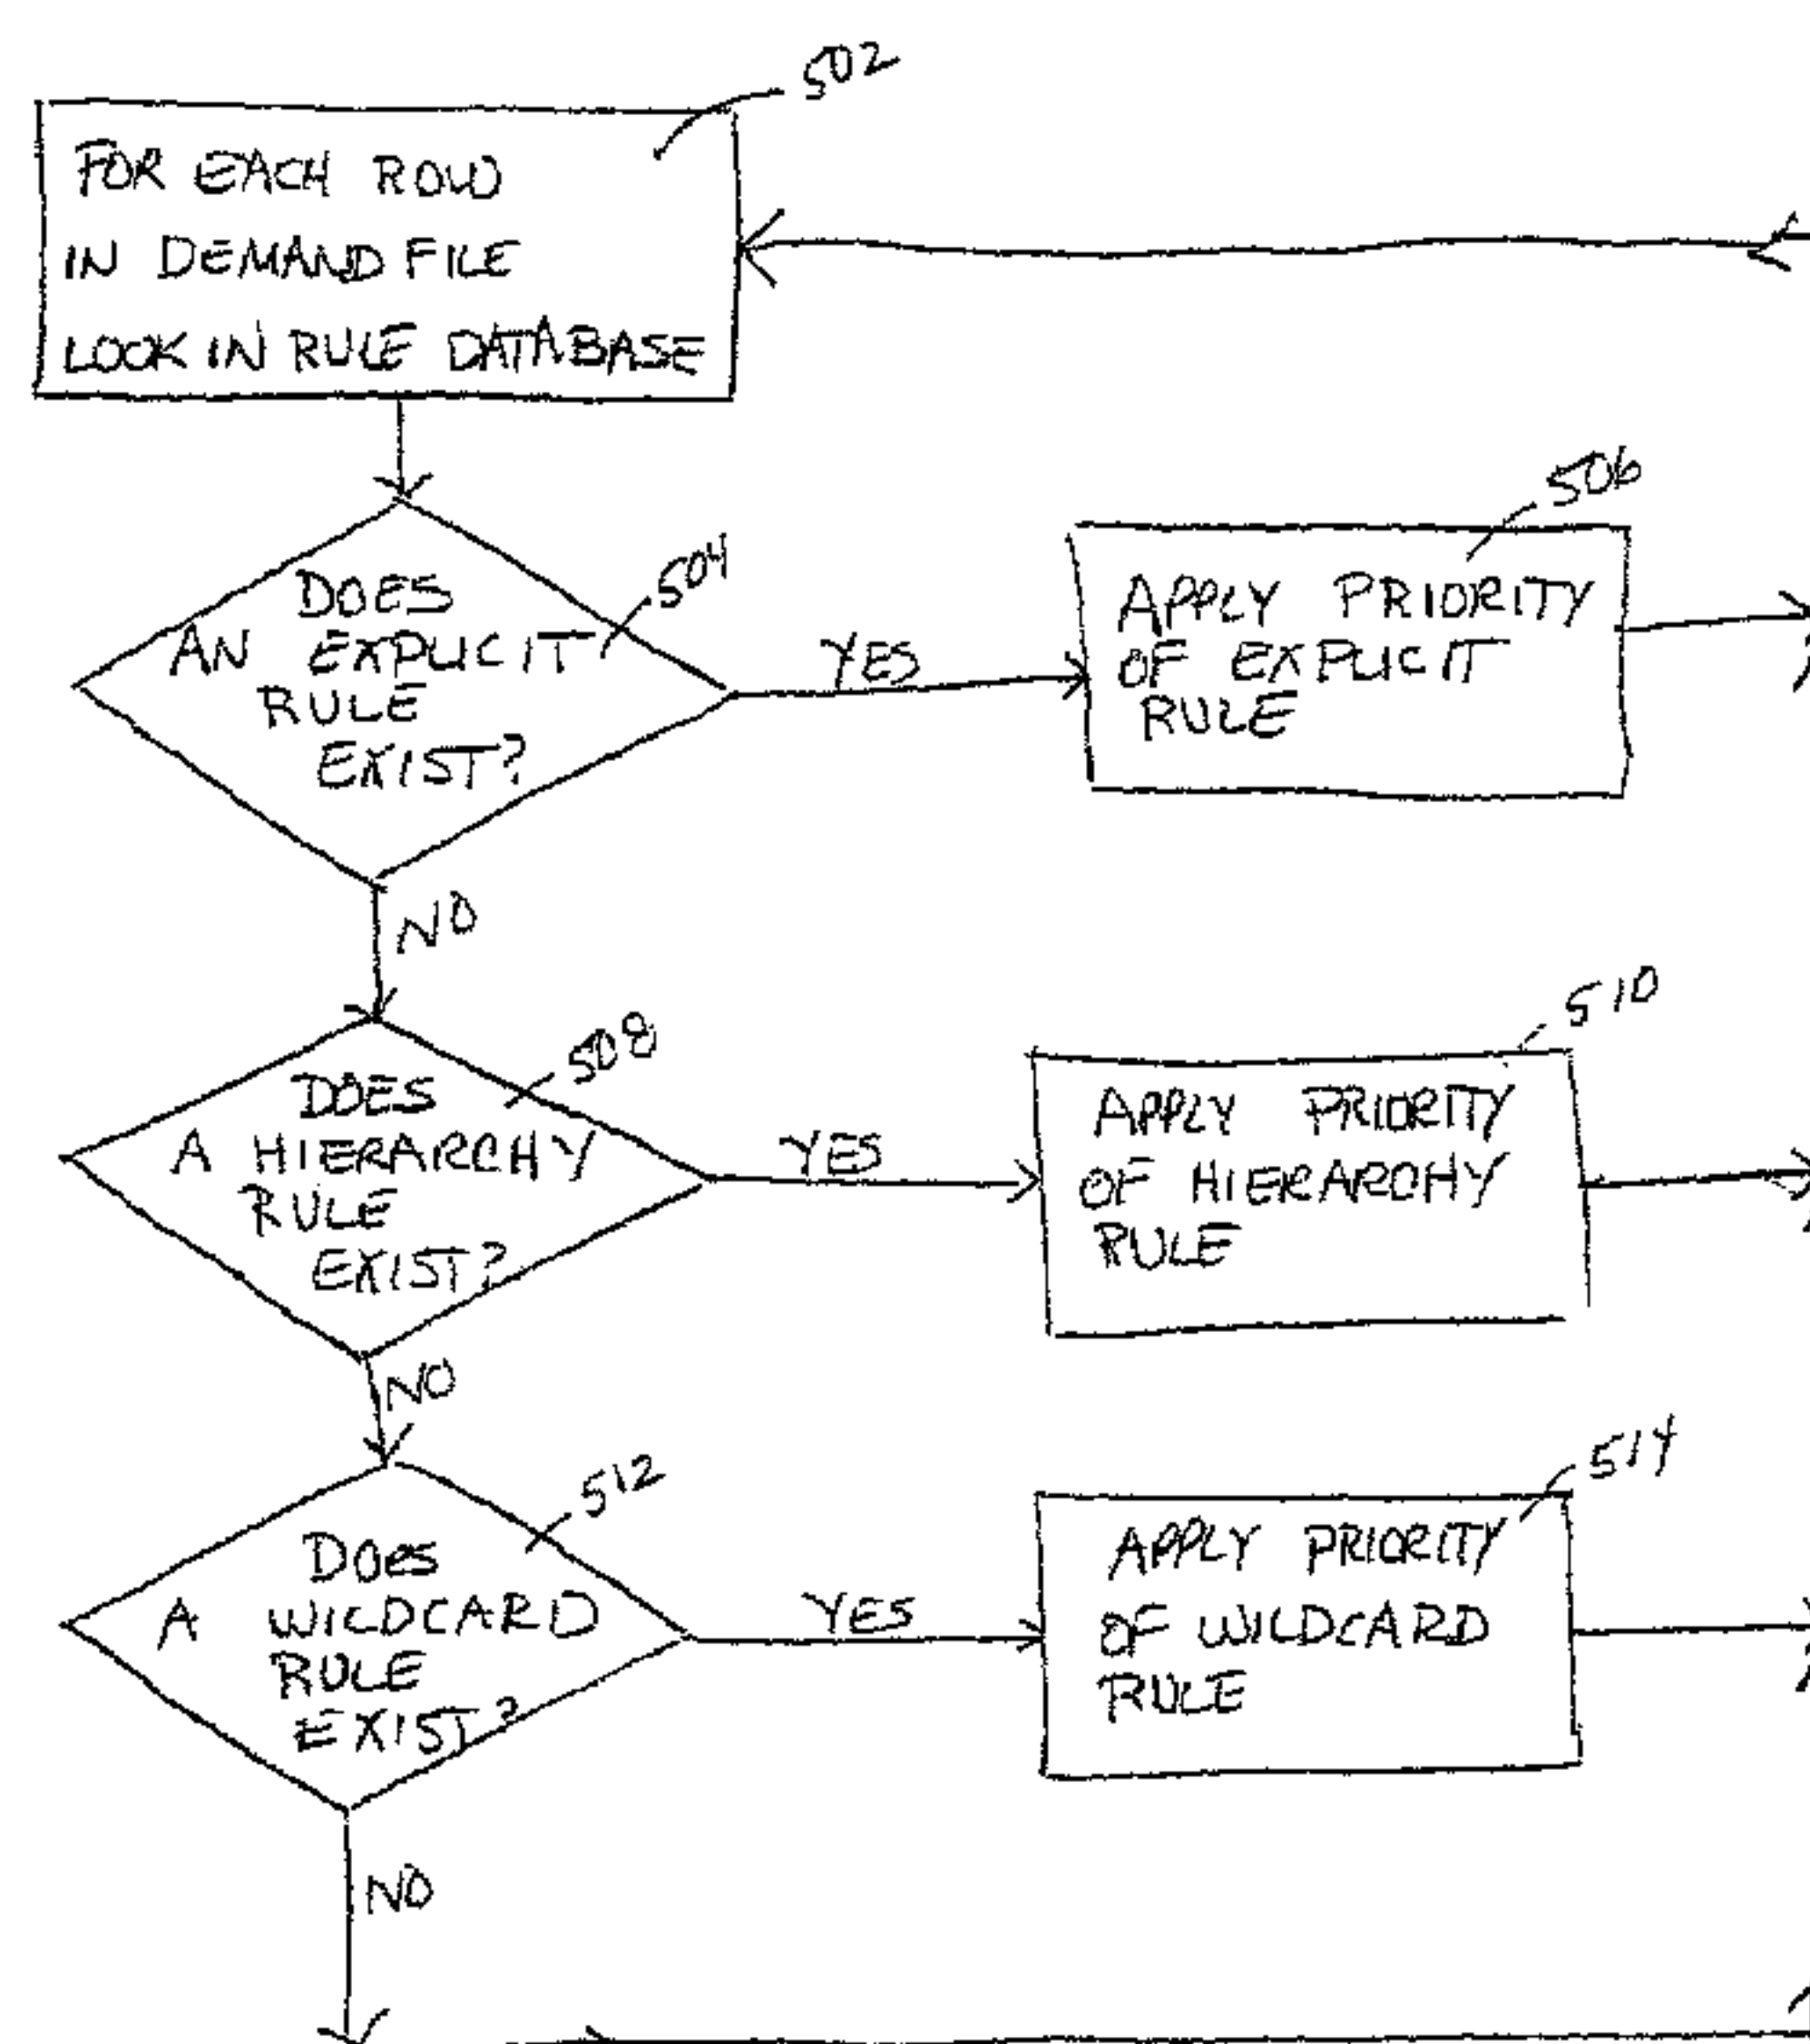 502
FOR EACH ROW
IN DEMAND FILE
LOOK IN RULE DATABASE
504
DOES
AN EXPLICIT
RULE
EXIST?
YES
506
APPLY PRIORITY
OF EXPLICIT
RULE
NO
508
DOES
A HIERARCHY
RULE
EXIST?
YES
510
APPLY PRIORITY
OF HIERARCHY
RULE
NO
512
DOES
A WILDCARD
RULE
EXIST?
YES
514
APPLY PRIORITY
OF WILDCARD
RULE
NO